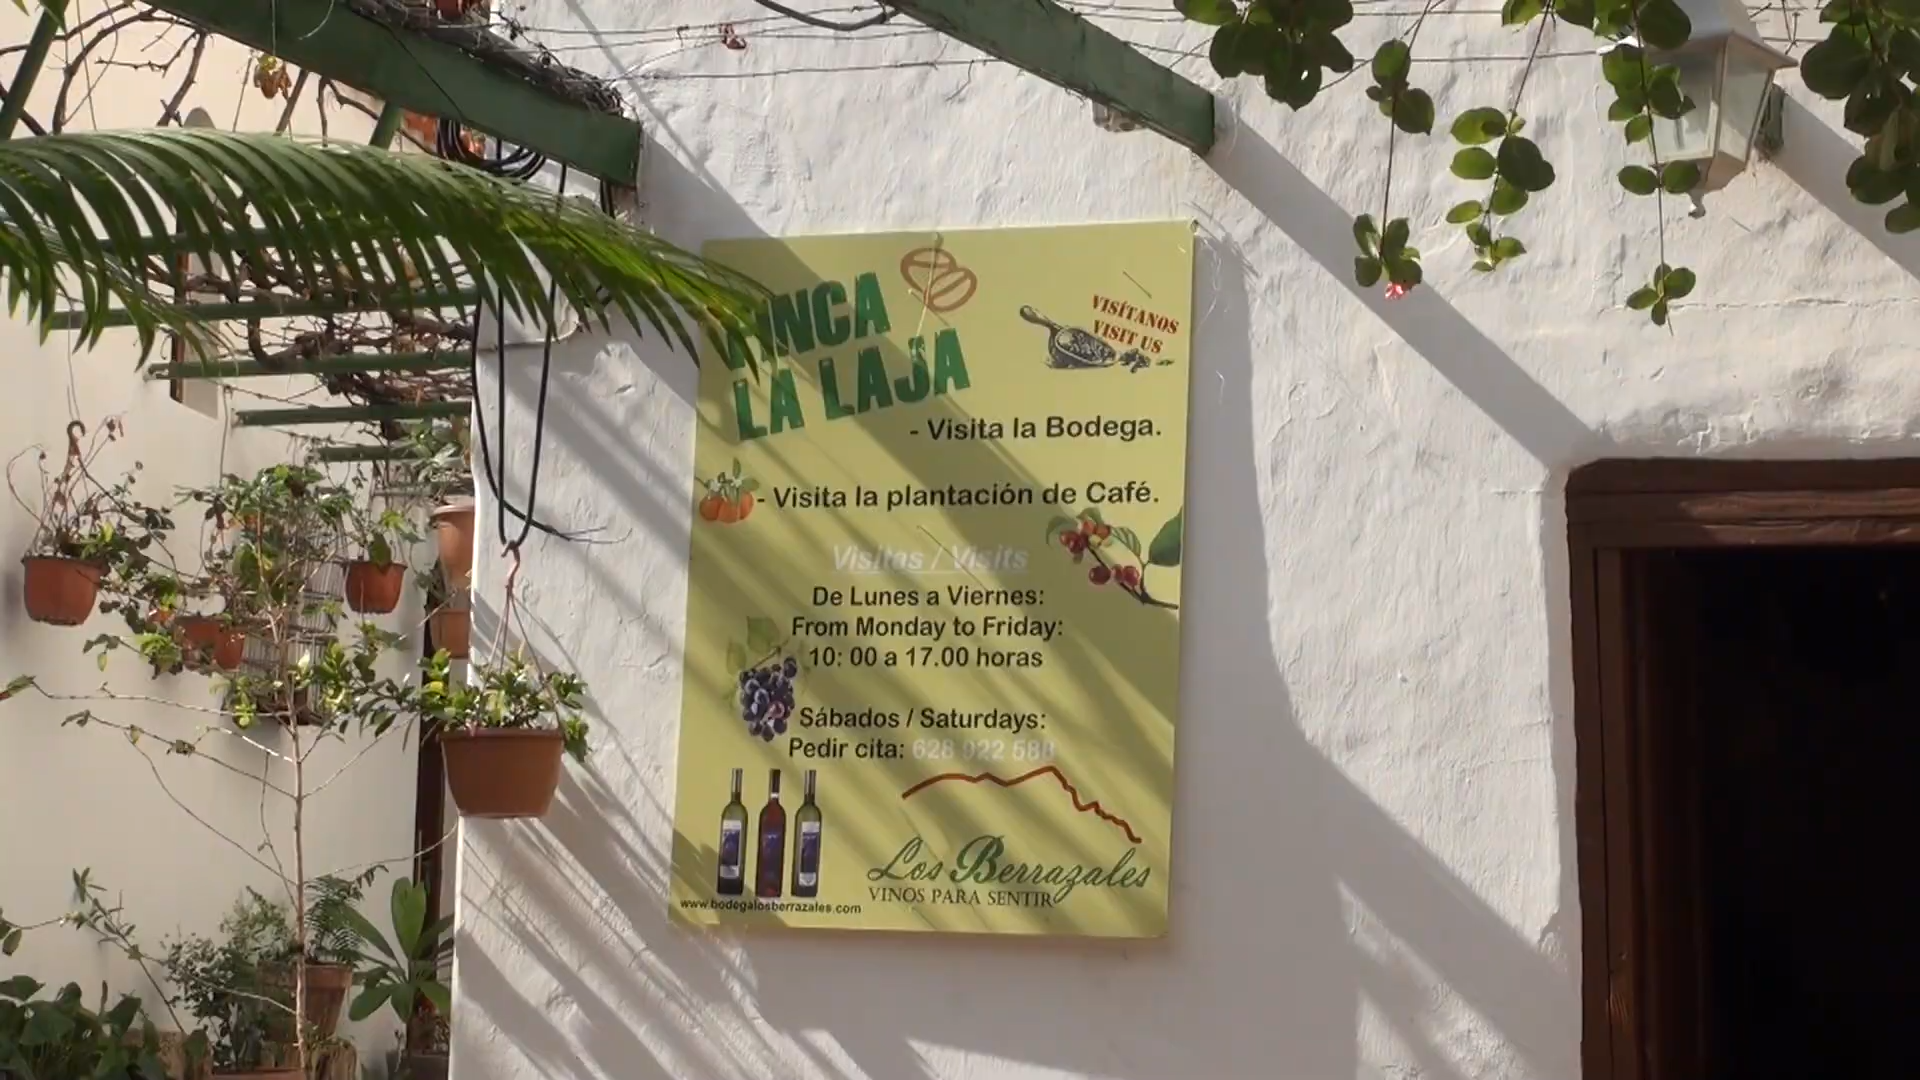 FINCA
LA LAJA
VISÍTANOS
VISIT US
- Visita la Bodega.
- Visita la plantación de Café.
Visitas / Visits
De Lunes a Viernes:
From Monday to Friday:
10: 00 a 17.00 horas
Sábados / Saturdays:
Pedir cita: 628 922 588
Los Berrazales
VINOS PARA SENTIR
www.bodegalosberrazales.com